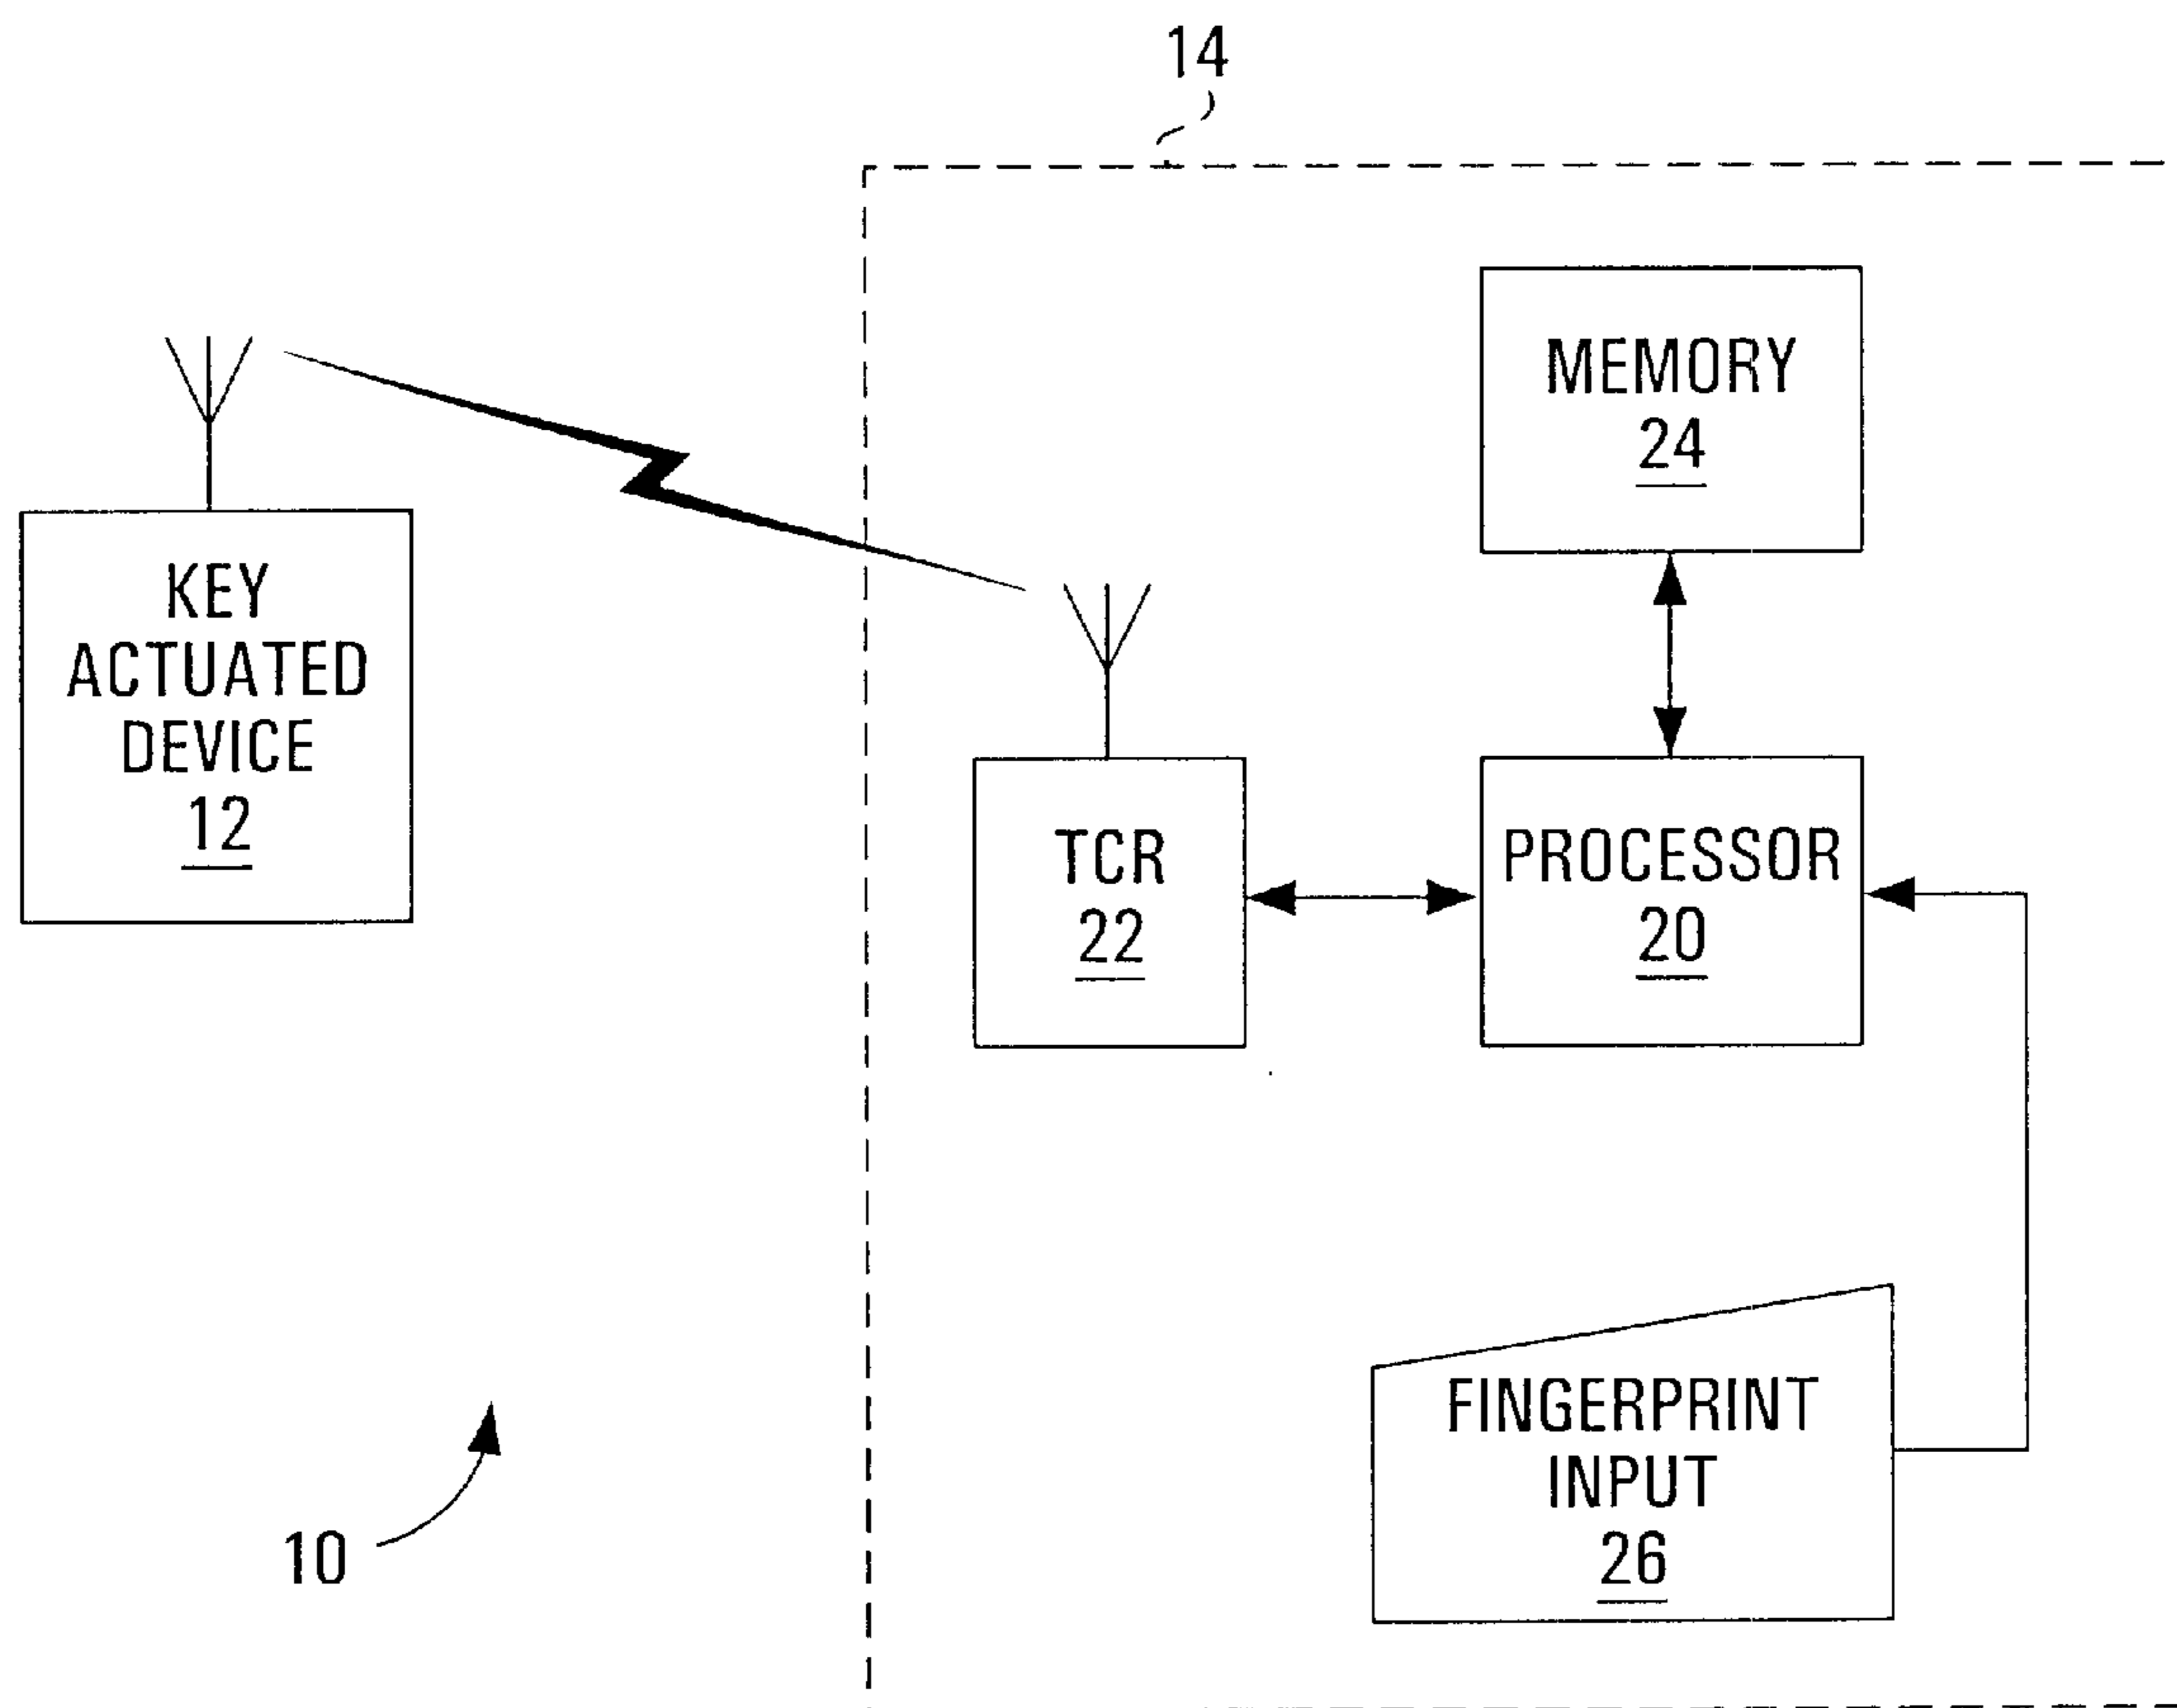 14
MEMORY
24
KEY
ACTUATED
DEVICE
12
TCR
22
PROCESSOR
20
FINGERPRINT
INPUT
26
10